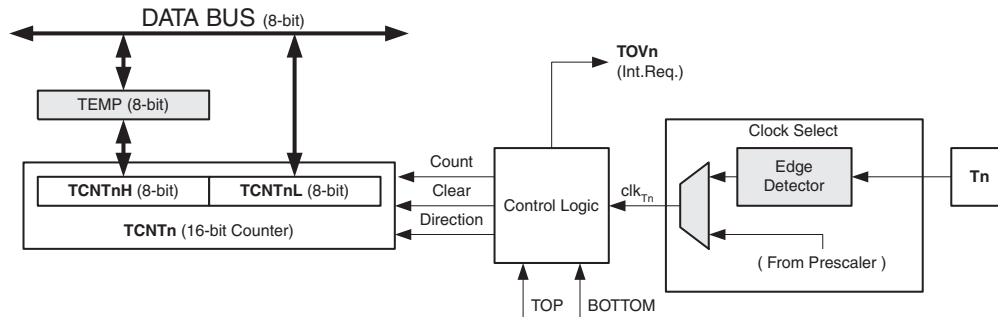 DATA BUS (8-bit)
TOVn
(Int.Req.)
TEMP (8-bit)
Clock Select
Count
Edge
Detector
Tn
TCNTnH (8-bit)
TCNTnL (8-bit)
Clear
Control Logic
clkTn
TCNTn (16-bit Counter)
Direction
( From Prescaler )
TOP
BOTTOM